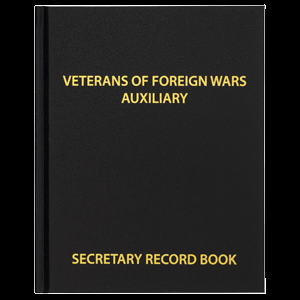 VETERANS OF FOREIGN WARS
AUXILIARY
SECRETARY RECORD BOOK